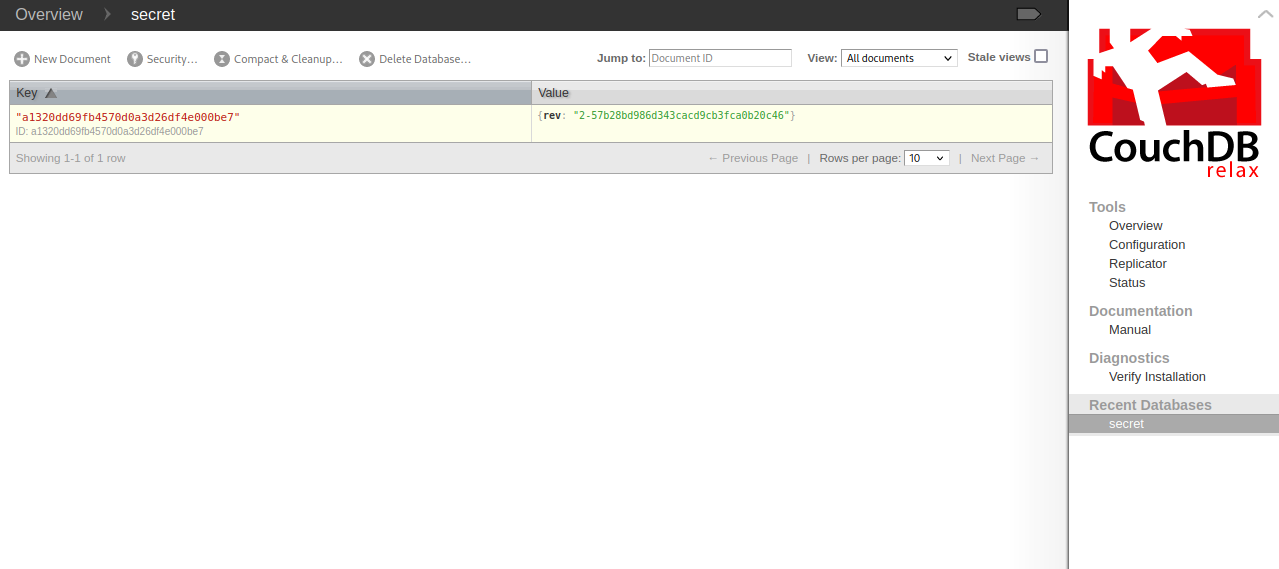 Overview secret
New Document Security... Compact & Cleanup... Delete Database... Jump to: Document ID View: All documents Stale views
Key Value
"a1320dd69fb4570d0a3d26df4e000be7" {rev: "2-57b28bd986d343cacd9cb3fca0b20c46"}
ID: a1320dd69fb4570d0a3d26df4e000be7
Showing 1-1 of 1 row ← Previous Page | Rows per page: 10 | Next Page →
CouchDB
relax
Tools
Overview
Configuration
Replicator
Status
Documentation
Manual
Diagnostics
Verify Installation
Recent Databases
secret